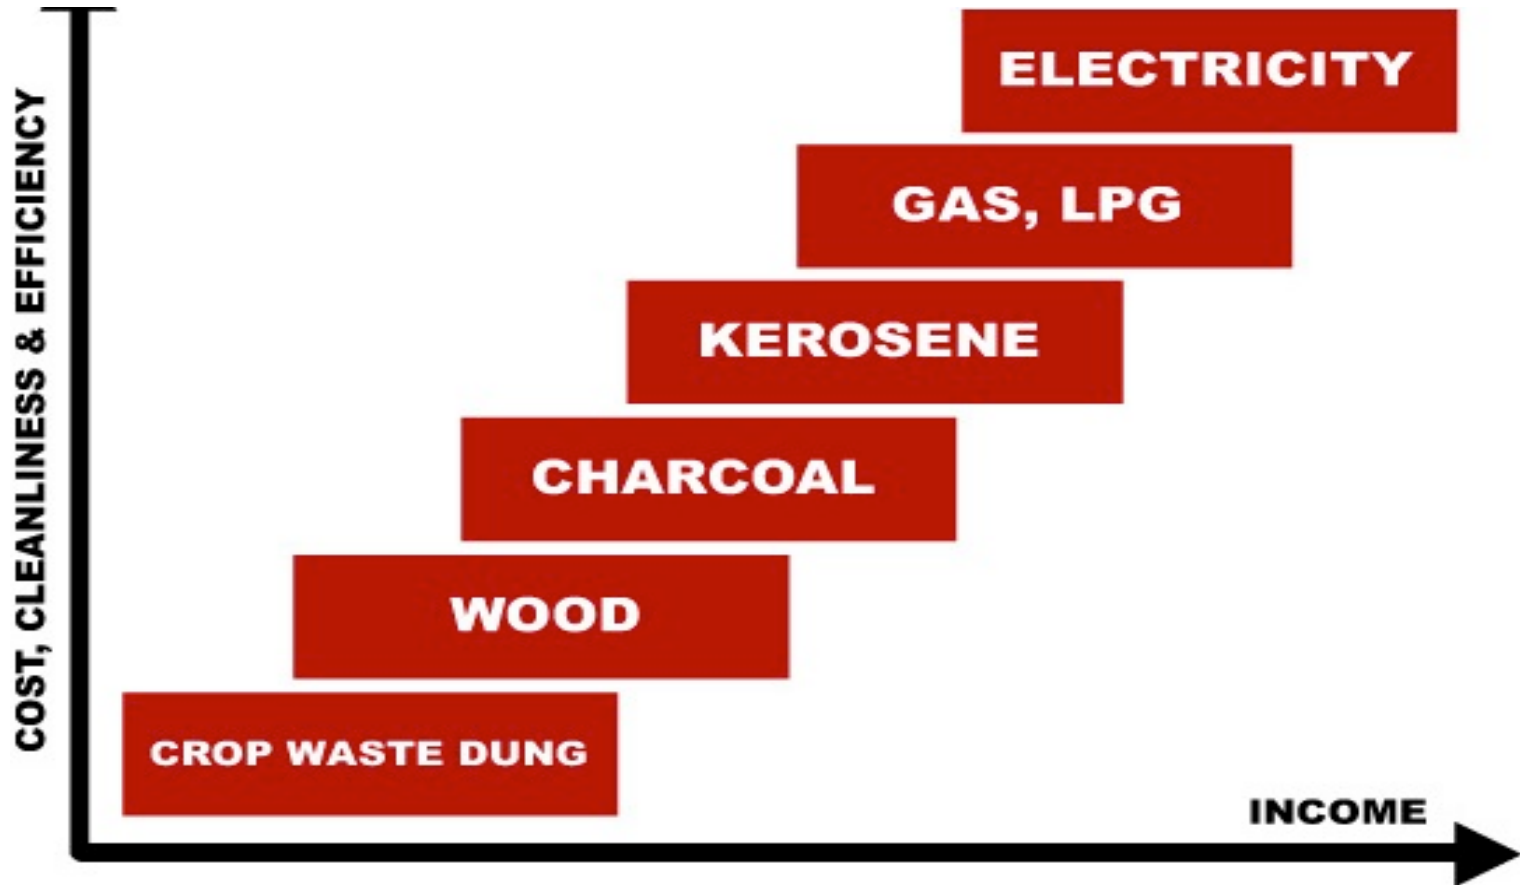 COST, CLEANLINESS & EFFICIENCY
ELECTRICITY
GAS, LPG
KEROSENE
CHARCOAL
WOOD
CROP WASTE DUNG
INCOME